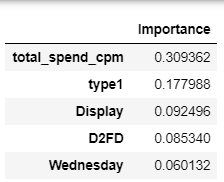 Importance
total_spend_cpm 0.309362
type1 0.177988
Display 0.092496
D2FD 0.085340
Wednesday 0.060132